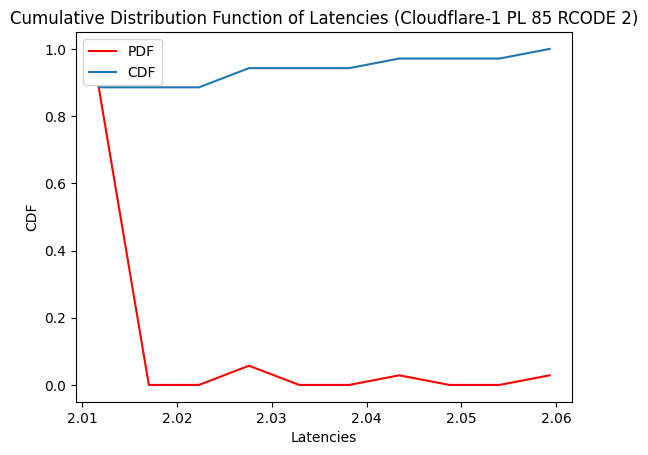 Cumulative Distribution Function of Latencies (Cloudflare-1 PL 85 RCODE 2)
PDF
CDF
1.0
0.8
0.6
0.4
0.2
0.0
CDF
2.01 2.02 2.03 2.04 2.05 2.06
Latencies